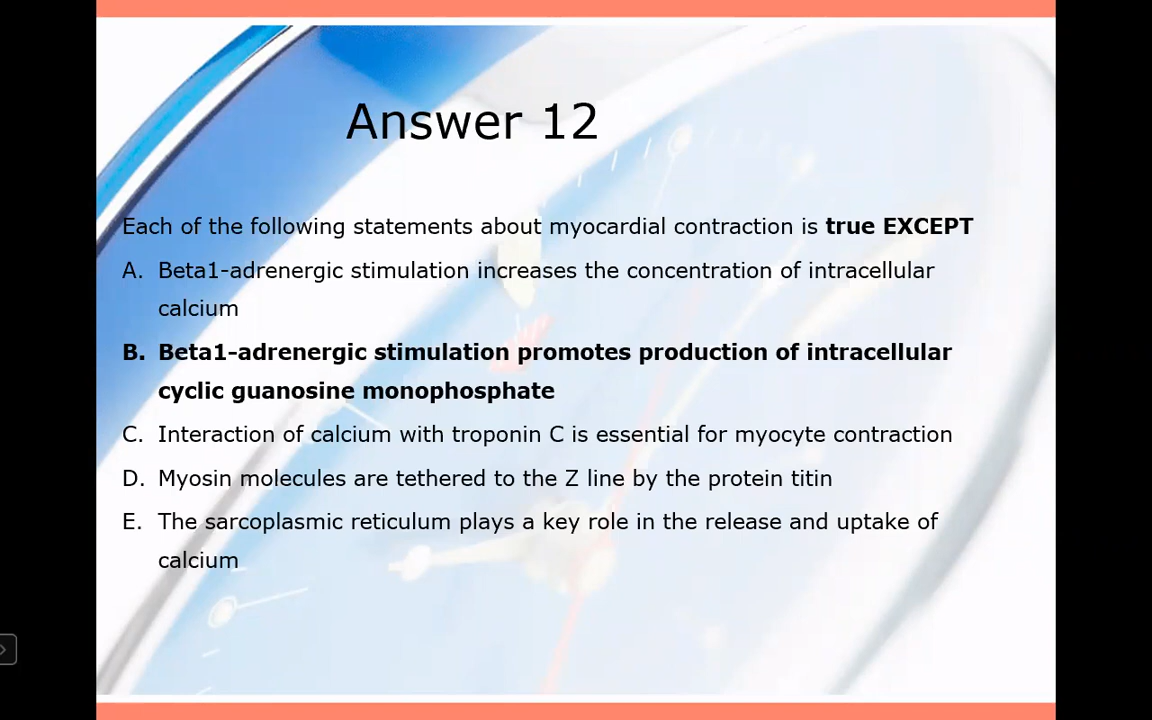 Answer 12
Each of the following statements about myocardial contraction is true EXCEPT
A. Beta1-adrenergic stimulation increases the concentration of intracellular
calcium
B. Beta1-adrenergic stimulation promotes production of intracellular
cyclic guanosine monophosphate
C. Interaction of calcium with troponin C is essential for myocyte contraction
D. Myosin molecules are tethered to the Z line by the protein titin
E. The sarcoplasmic reticulum plays a key role in the release and uptake of
calcium